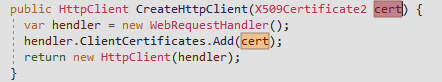 public HttpClient CreateHttpClient(X509Certificate2 cert) {
  var hendler = new WebRequestHandler();
  hendler.ClientCertificates.Add(cert);
  return new HttpClient(hendler);
}